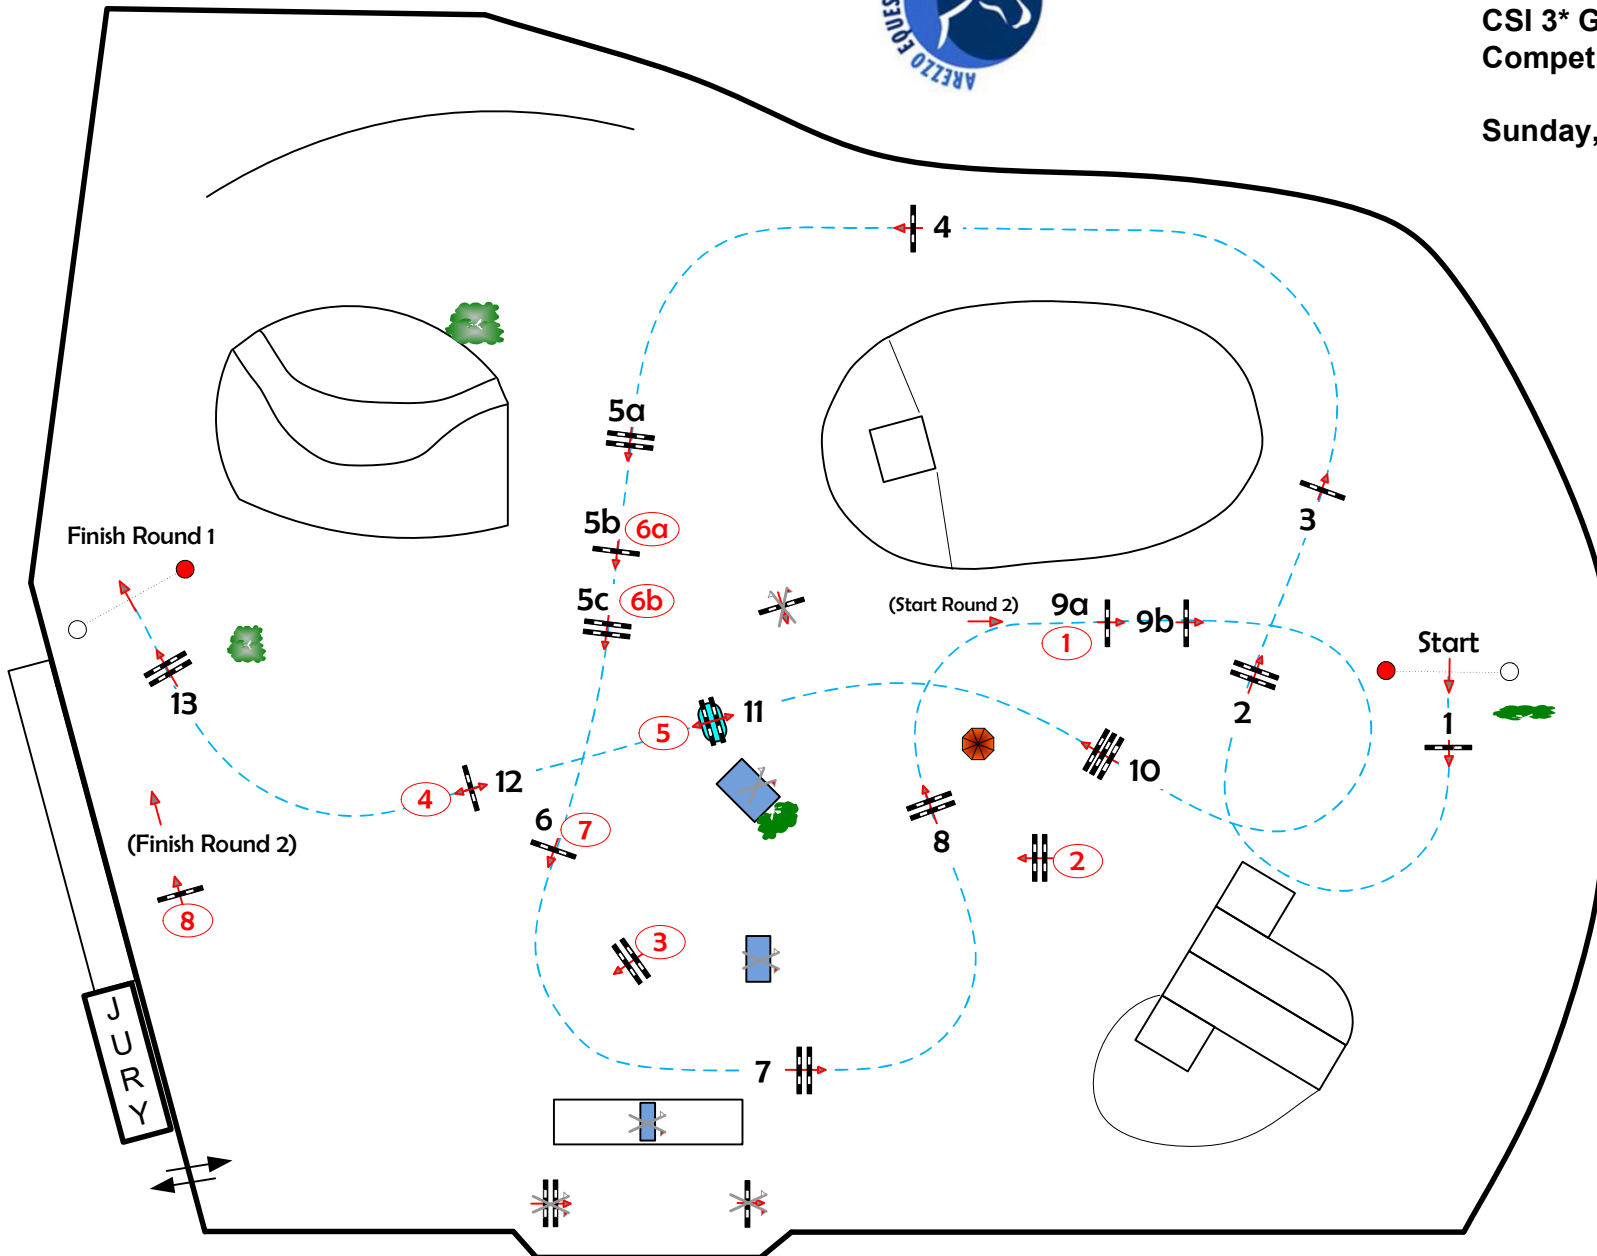 AREZZO EQUES
CSI 3* G
Compet
Sunday,
4
5a
5b 6a
5c 6b
3
Finish Round 1
(Start Round 2)
9a
9b
1
Start
13
2
1
11
5
10
12
4
6 7
8
2
(Finish Round 2)
8
3
7
J
U
R
Y